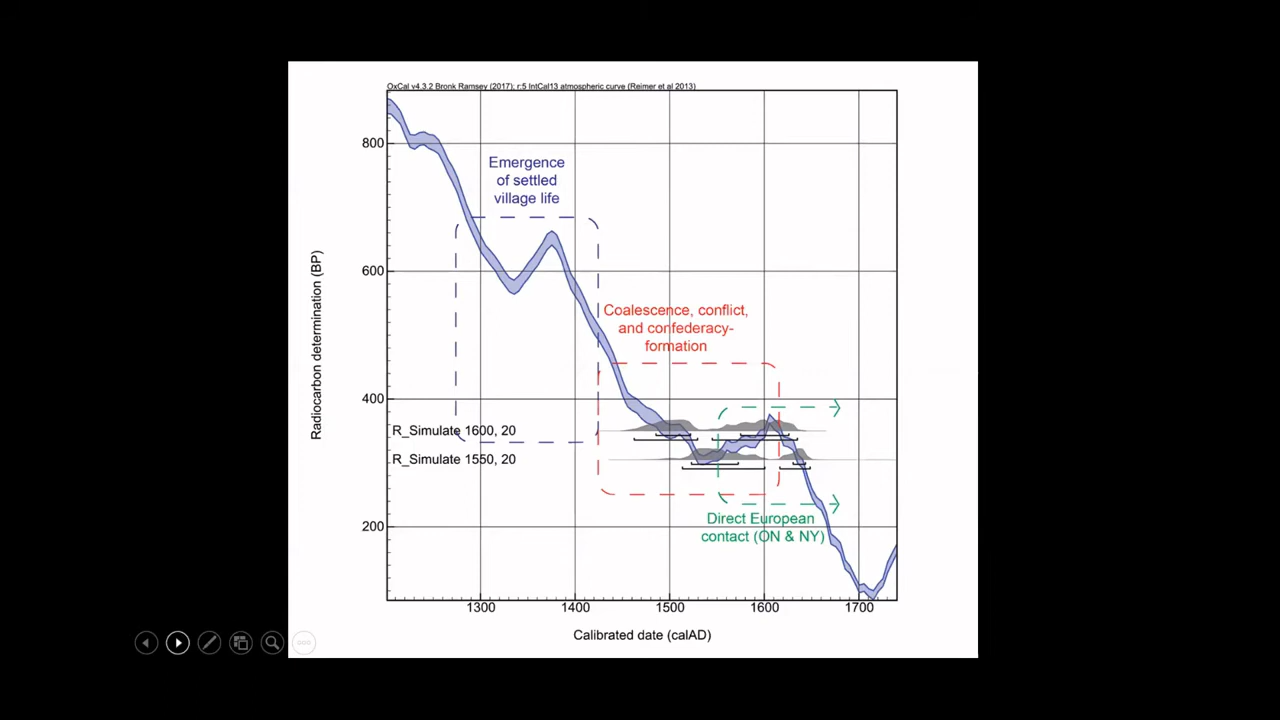 OxCal v4.3.2 Bronk Ramsey (2017); r:5 IntCal13 atmospheric curve (Reimer et al 2013)
800
Emergence
of settled
village life
600
Radiocarbon determination (BP)
Coalescence, conflict,
and confederacy-
formation
400
R_Simulate 1600, 20
R_Simulate 1550, 20
200
Direct European
contact (ON & NY)
1300 1400 1500 1600 1700
Calibrated date (calAD)